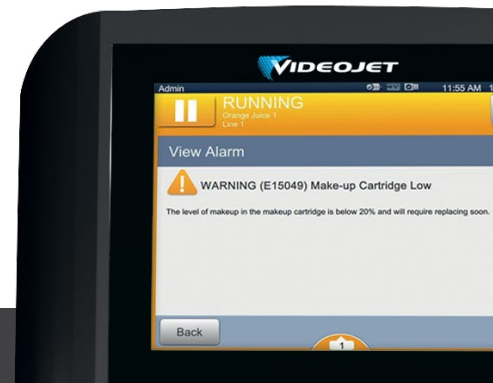 VIDEOJET
Admin
11:55 AM
RUNNING
Orange Juice 1
Line 1
View Alarm
WARNING (E15049) Make-up Cartridge Low
The level of makeup in the makeup cartridge is below 20% and will require replacing soon.
Back
1